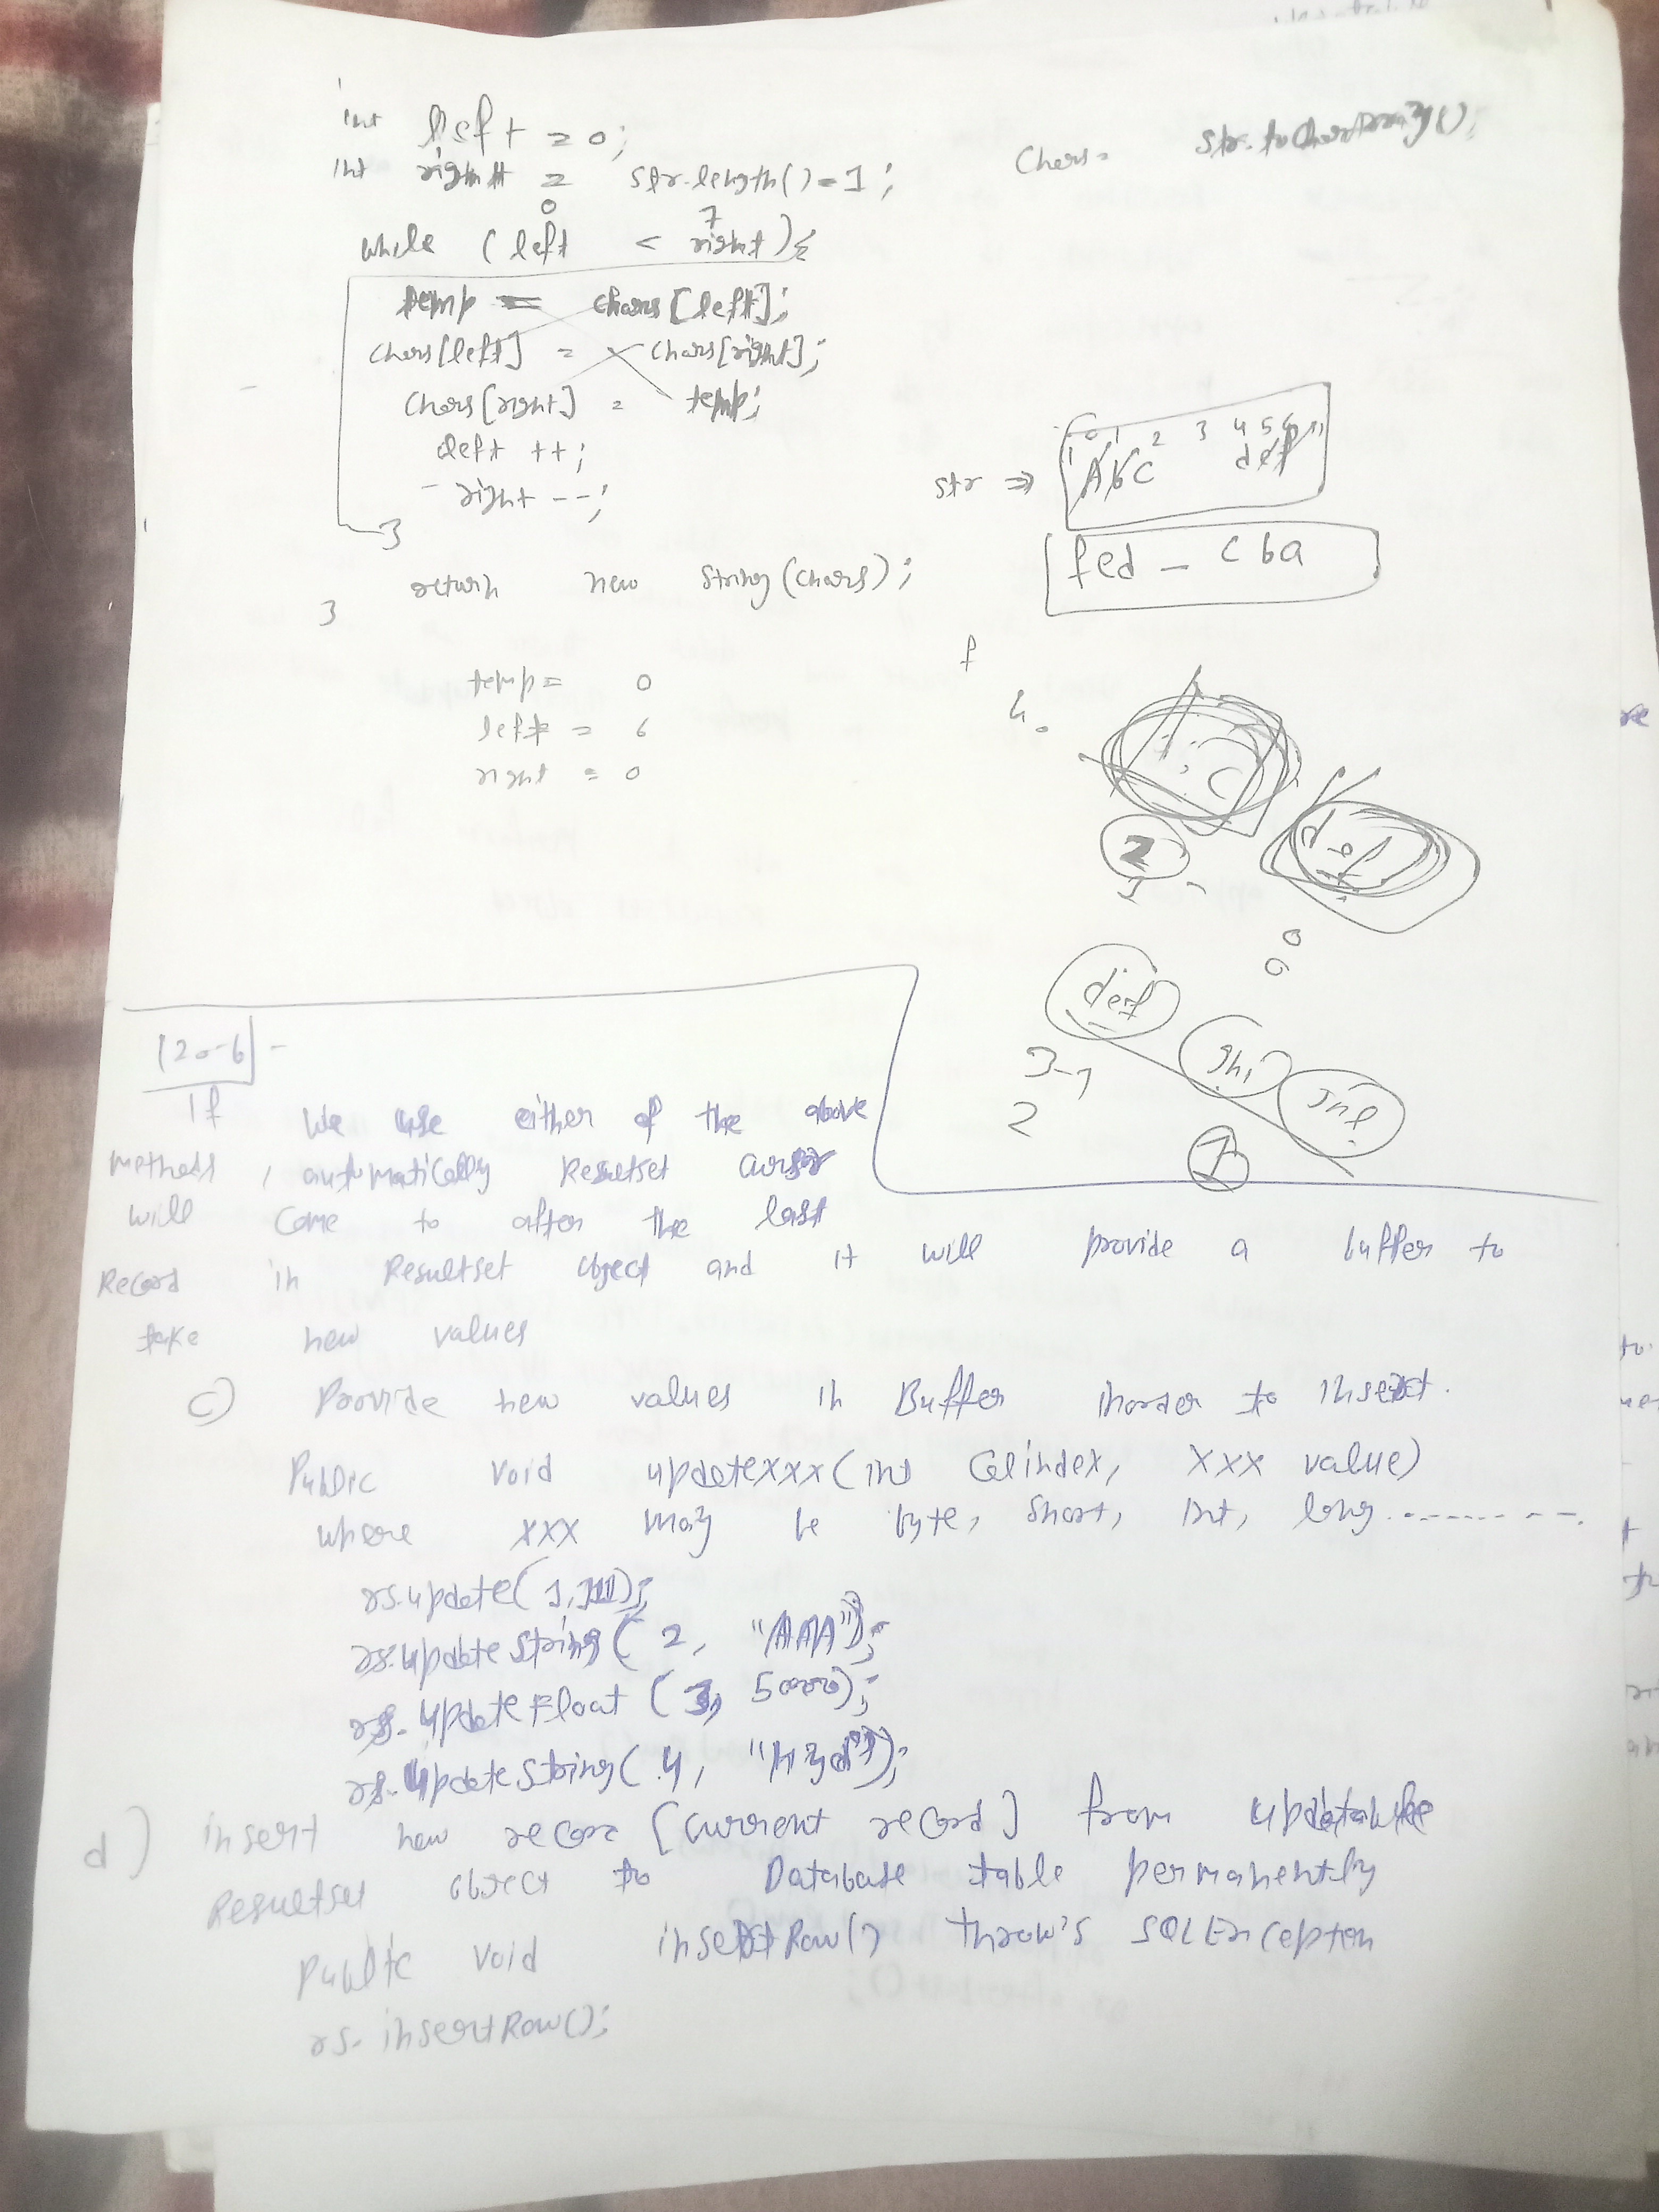 int left = 0;
int right = str.length()-1;
chars = str.toCharArray();
0 7
while (left < right){
temp = chars[left];
chars[left] = chars[right];
chars[right] = temp;
left ++;
right --;
}
return new String(chars);
}
0 1 2 3 4 5 6
str => Abc def
fed - cba
f
temp = 0
left = 6
right = 0
4.
c
2
1
def
0
6
def
ghi
3-1
2
1
120-6 -
If we use either of the above
methods, automatically Resultset cursor
will come to after the last
Record in Resultset object and it will provide a buffer to
take new values
c) Provide new values in Buffer inorder to insert.
Public void updatexxx(int Colindex, xxx value)
where xxx may be byte, short, int, long.---------
rs.update(1,111);
rs.updateString(2, "AAA");
rs.updateFloat(3, 5000);
rs.updateString(4, "Hyd");
d) insert new recore [current record] from updatable
Resultset object to Database table permanently
Public void insertRow() throw's SQLException
rs.insertRow();